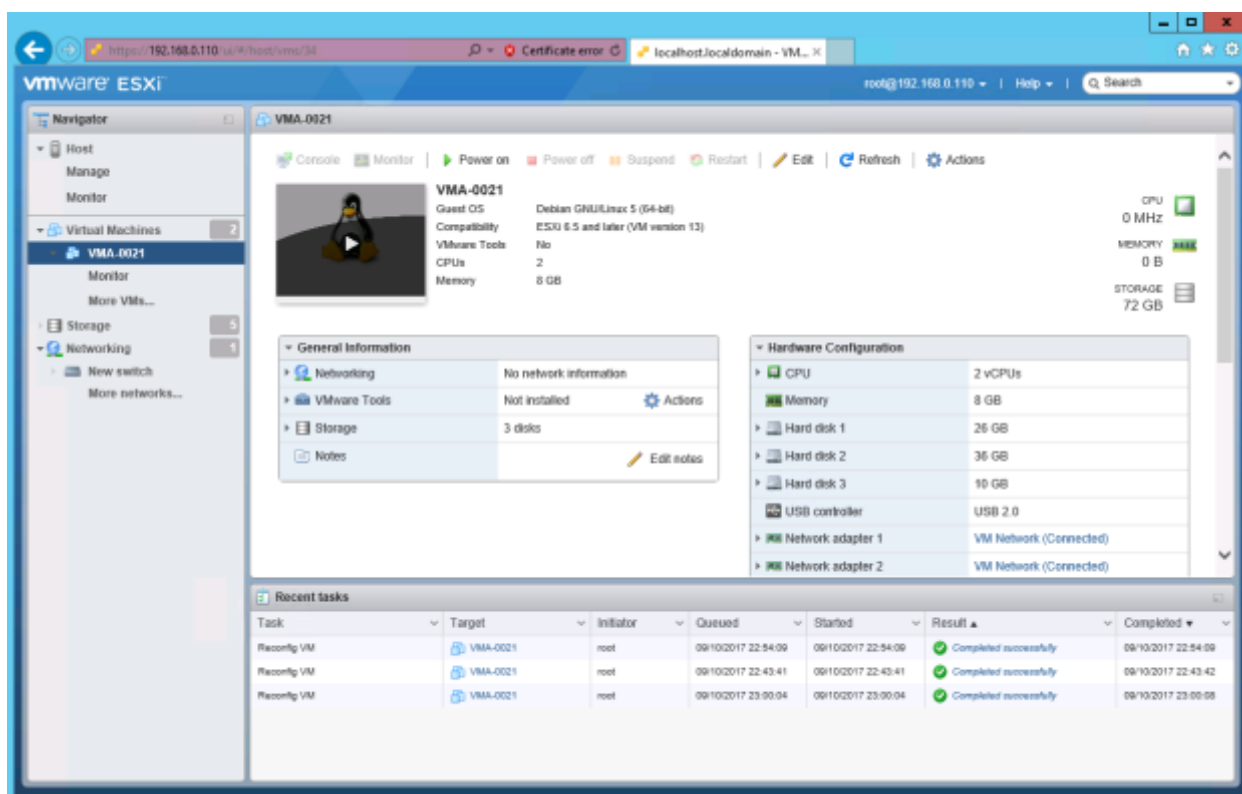 https://192.168.0.110/ui/#/host/vms/34
Certificate error
localhost.localdomain - VM...
vmware ESXi
root@192.168.0.110
Help
Search
Navigator
VMA-0021
Host
Manage
Monitor
Virtual Machines 2
VMA-0021
Monitor
More VMs...
Storage 5
Networking 1
New switch
More networks...
Console Monitor | Power on Power off Suspend Restart | Edit | Refresh | Actions
VMA-0021
Guest OS Debian GNU/Linux 5 (64-bit)
Compatibility ESXi 6.5 and later (VM version 13)
VMware Tools No
CPUs 2
Memory 8 GB
CPU
0 MHz
MEMORY
0 B
STORAGE
72 GB
General Information
Networking No network information
VMware Tools Not installed Actions
Storage 3 disks
Notes Edit notes
Hardware Configuration
CPU 2 vCPUs
Memory 8 GB
Hard disk 1 26 GB
Hard disk 2 36 GB
Hard disk 3 10 GB
USB controller USB 2.0
Network adapter 1 VM Network (Connected)
Network adapter 2 VM Network (Connected)
Recent tasks
Task Target Initiator Queued Started Result Completed
Reconfig VM VMA-0021 root 09/10/2017 22:54:09 09/10/2017 22:54:09 Completed successfully 09/10/2017 22:54:09
Reconfig VM VMA-0021 root 09/10/2017 22:43:41 09/10/2017 22:43:41 Completed successfully 09/10/2017 22:43:42
Reconfig VM VMA-0021 root 09/10/2017 23:00:04 09/10/2017 23:00:04 Completed successfully 09/10/2017 23:00:08